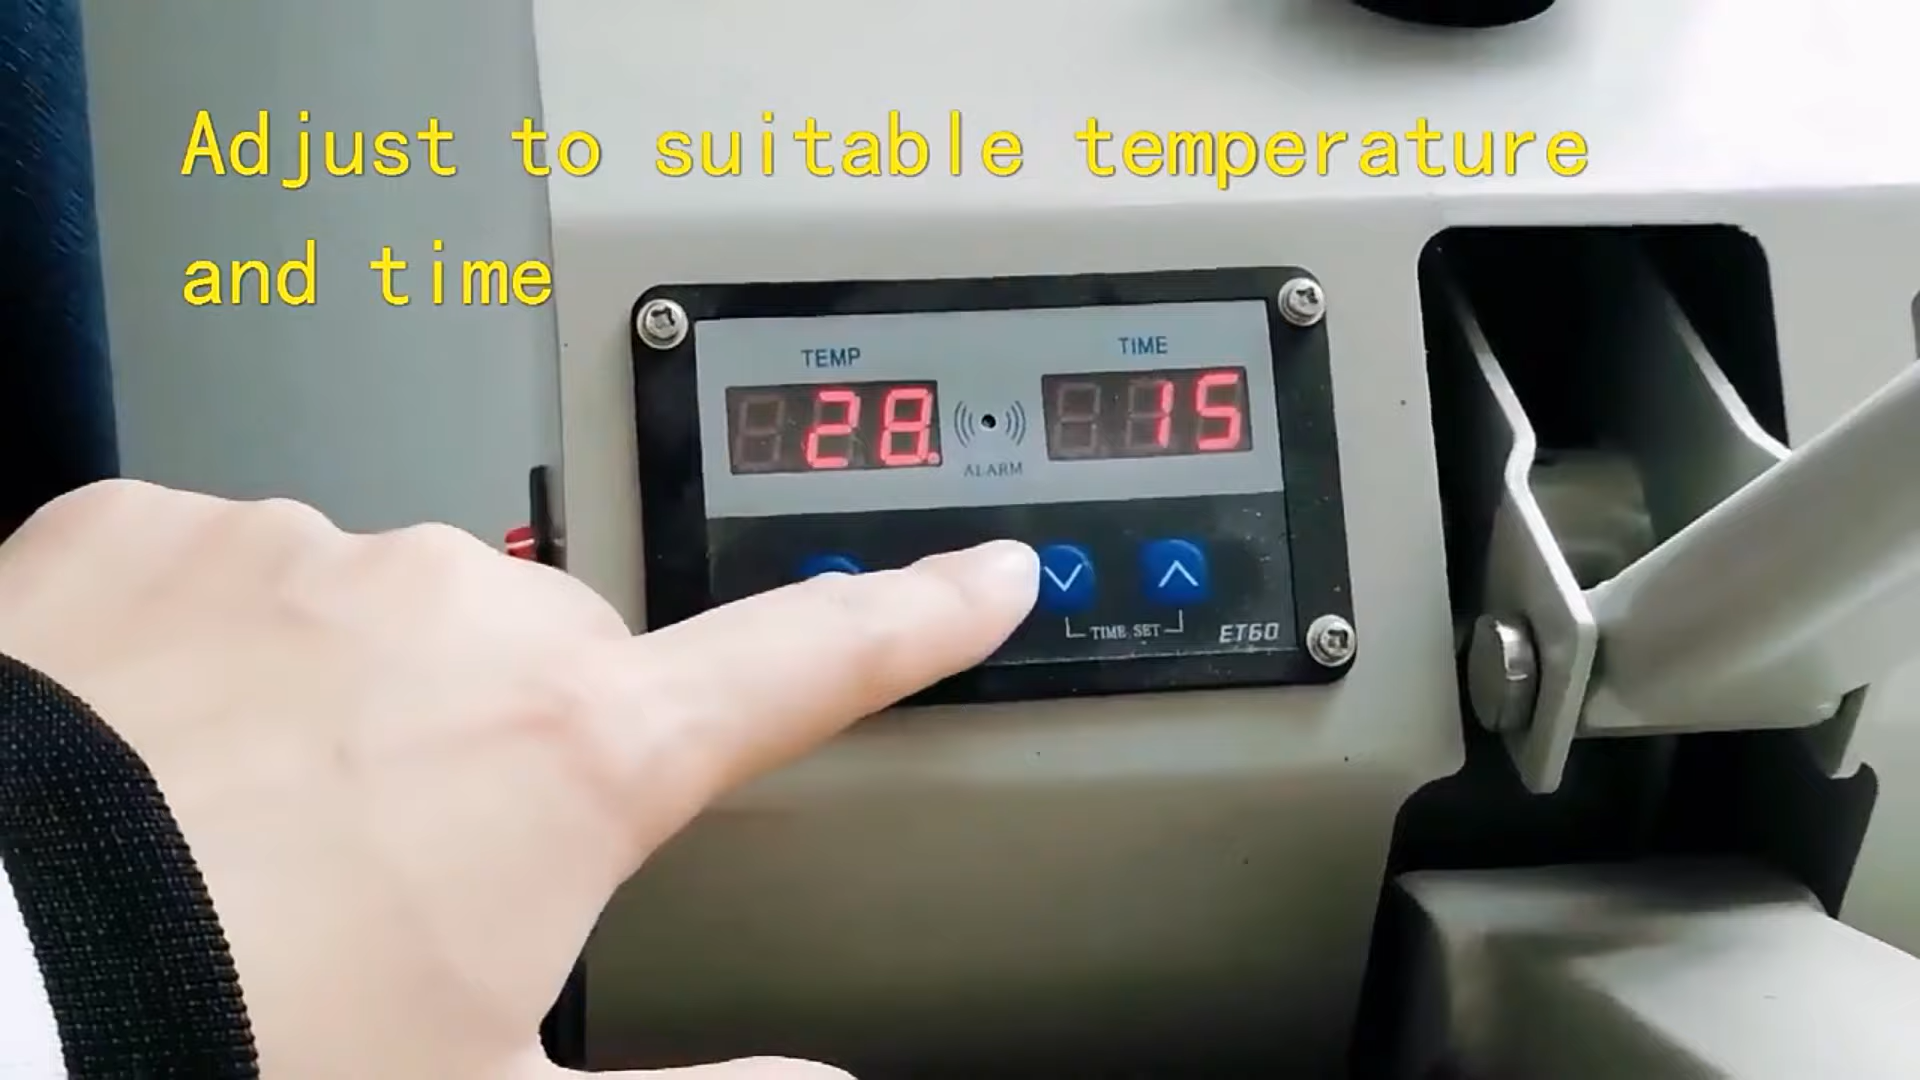 Adjust to suitable temperature
and time
TEMP
TIME
28.
15
ALARM
TIME SET
ET60